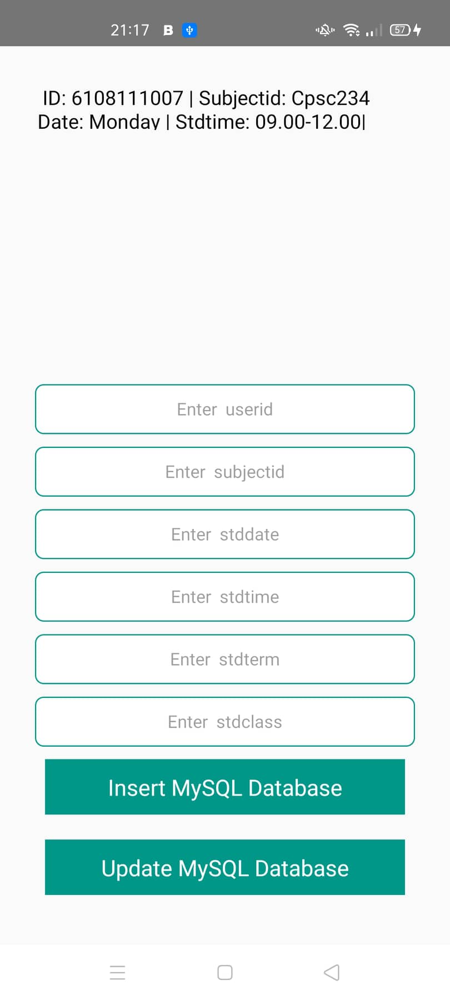 21:17 B 57
ID: 6108111007 | Subjectid: Cpsc234
Date: Monday | Stdtime: 09.00-12.00|
Enter userid
Enter subjectid
Enter stddate
Enter stdtime
Enter stdterm
Enter stdclass
Insert MySQL Database
Update MySQL Database